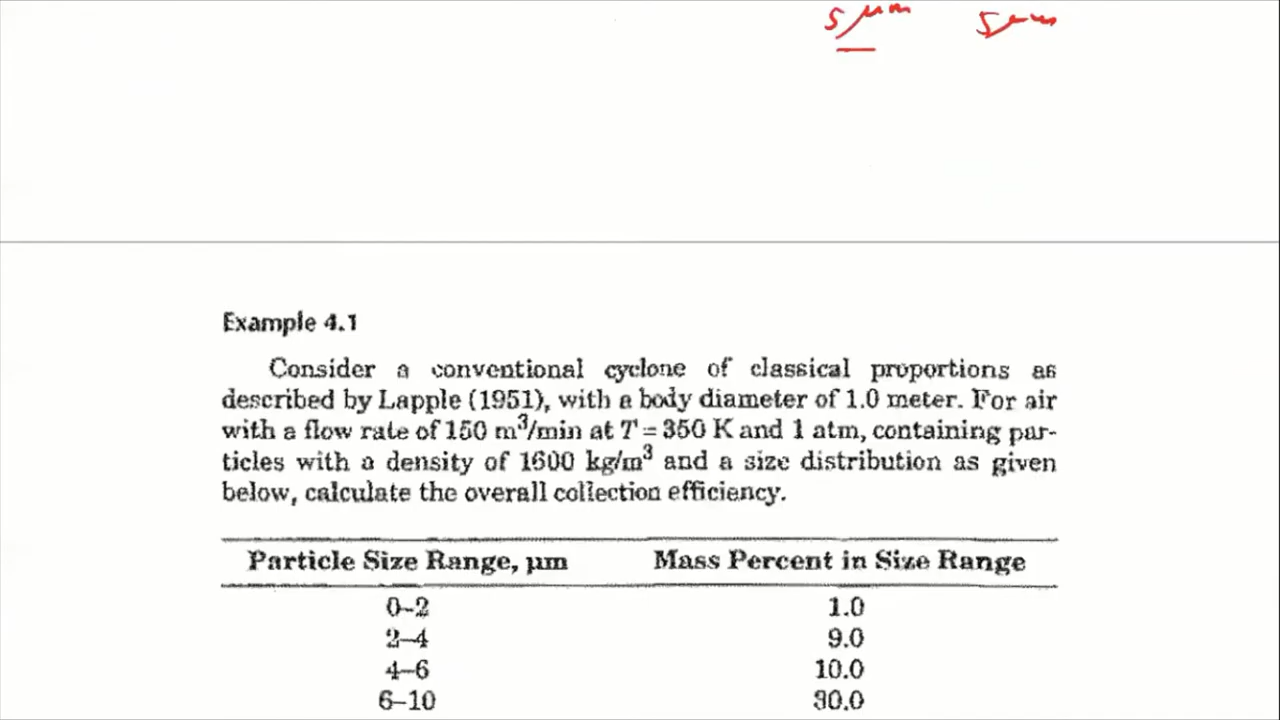 5 μm 5 μm
Example 4.1
Consider a conventional cyclone of classical proportions as
described by Lapple (1951), with a body diameter of 1.0 meter. For air
with a flow rate of 150 m³/min at T = 350 K and 1 atm, containing par-
ticles with a density of 1600 kg/m³ and a size distribution as given
below, calculate the overall collection efficiency.
Particle Size Range, μm Mass Percent in Size Range
0–2 1.0
2–4 9.0
4–6 10.0
6–10 30.0